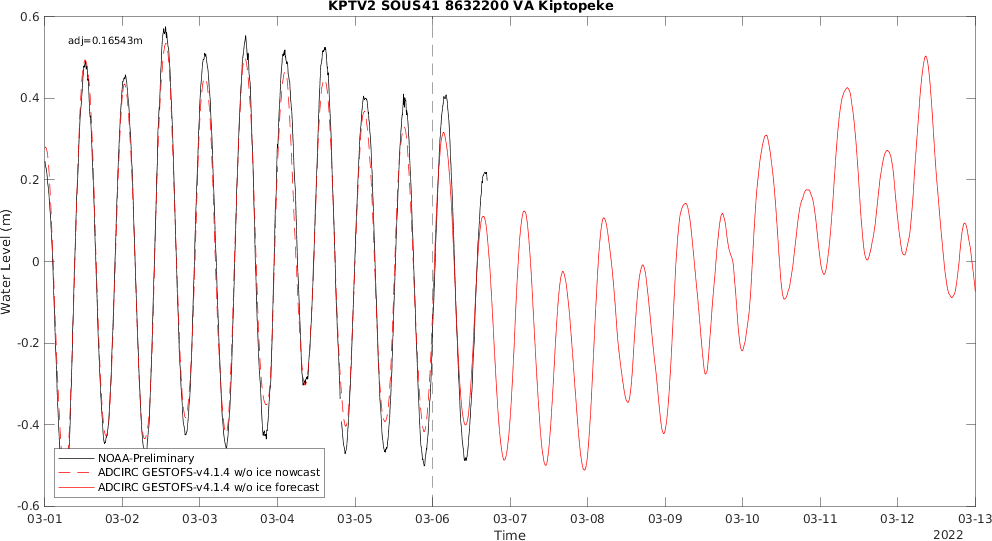 KPTV2 SOUS41 8632200 VA Kiptopeke
adj=0.16543m
0.6
0.4
0.2
0
-0.2
-0.4
-0.6
Water Level (m)
NOAA-Preliminary
ADCIRC GESTOFS-v4.1.4 w/o ice nowcast
ADCIRC GESTOFS-v4.1.4 w/o ice forecast
03-01 03-02 03-03 03-04 03-05 03-06 03-07 03-08 03-09 03-10 03-11 03-12 03-13
Time
2022